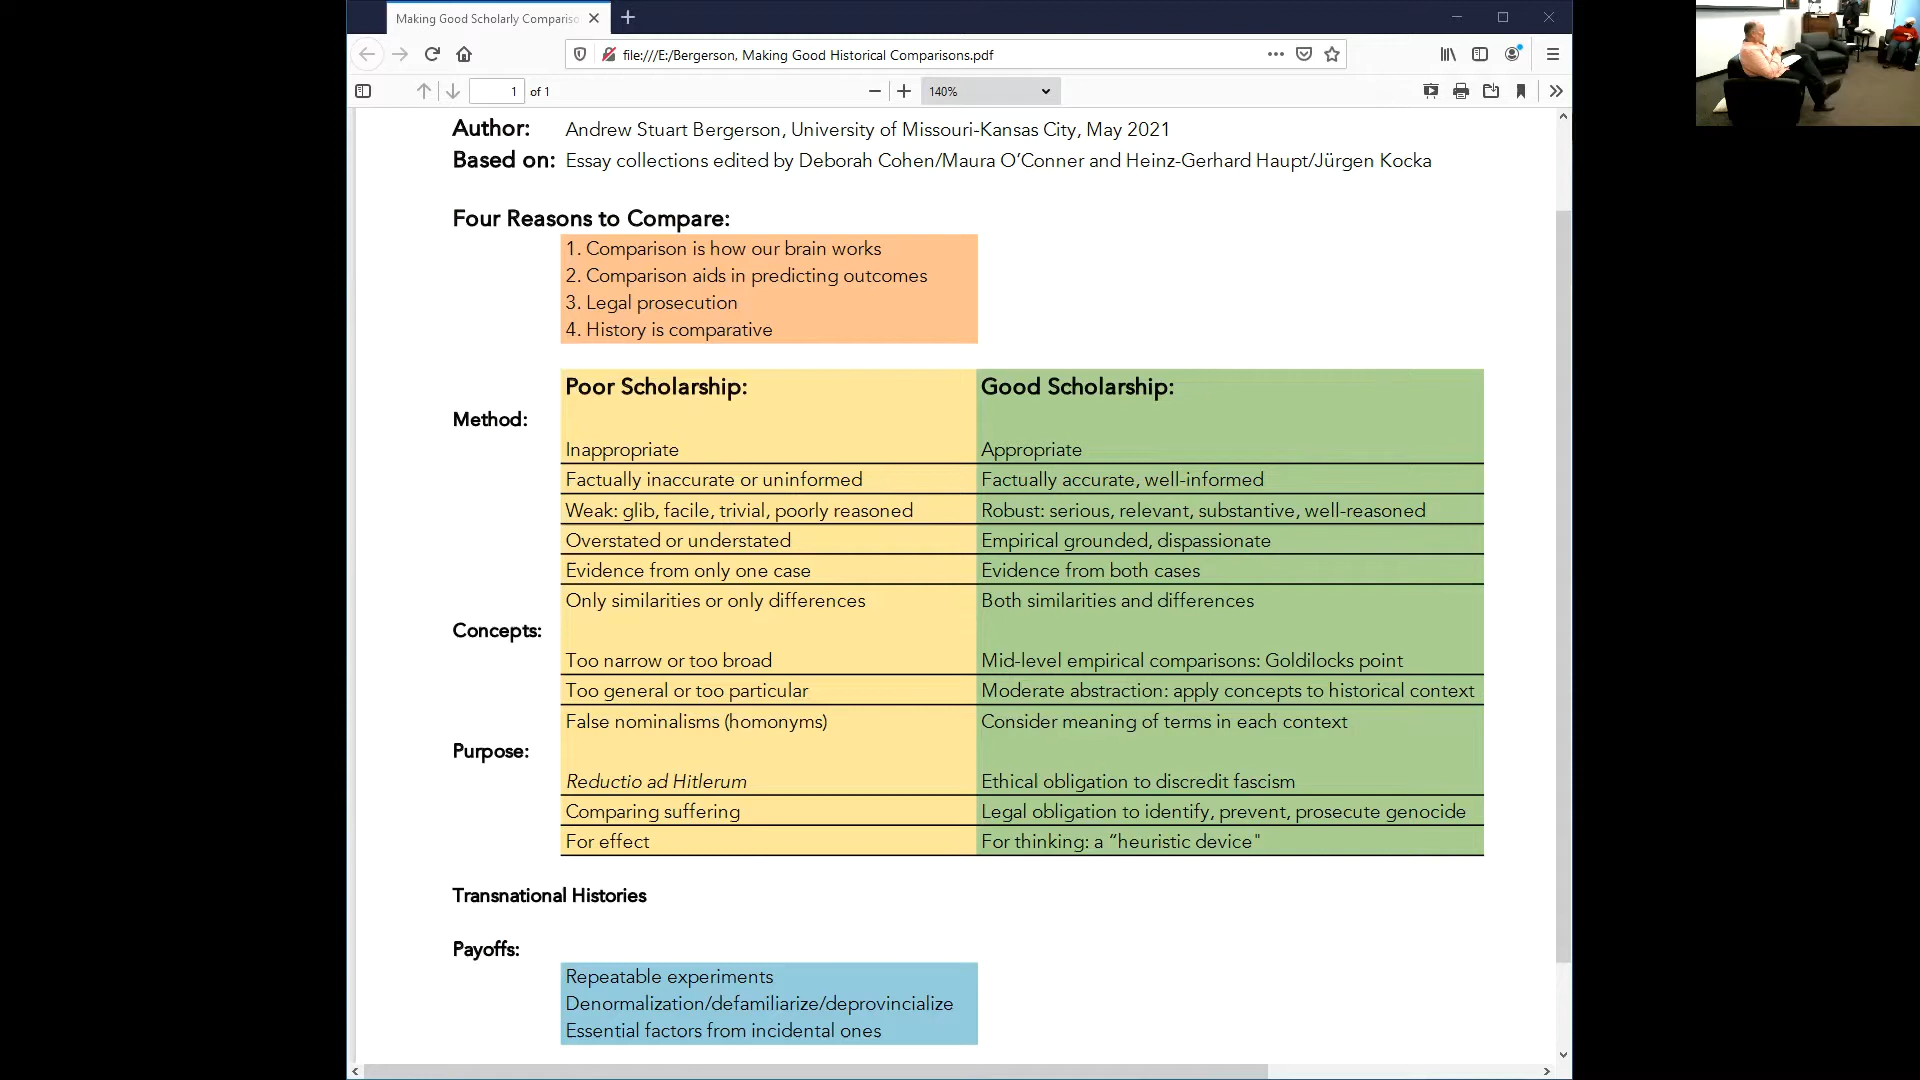 Making Good Scholarly Compariso
file:///E:/Bergerson, Making Good Historical Comparisons.pdf
1 of 1
140%
Author: Andrew Stuart Bergerson, University of Missouri-Kansas City, May 2021
Based on: Essay collections edited by Deborah Cohen/Maura O’Conner and Heinz-Gerhard Haupt/Jürgen Kocka
Four Reasons to Compare:
1. Comparison is how our brain works
2. Comparison aids in predicting outcomes
3. Legal prosecution
4. History is comparative
Poor Scholarship: Good Scholarship:
Method:
Inappropriate Appropriate
Factually inaccurate or uninformed Factually accurate, well-informed
Weak: glib, facile, trivial, poorly reasoned Robust: serious, relevant, substantive, well-reasoned
Overstated or understated Empirical grounded, dispassionate
Evidence from only one case Evidence from both cases
Only similarities or only differences Both similarities and differences
Concepts:
Too narrow or too broad Mid-level empirical comparisons: Goldilocks point
Too general or too particular Moderate abstraction: apply concepts to historical context
False nominalisms (homonyms) Consider meaning of terms in each context
Purpose:
Reductio ad Hitlerum Ethical obligation to discredit fascism
Comparing suffering Legal obligation to identify, prevent, prosecute genocide
For effect For thinking: a “heuristic device"
Transnational Histories
Payoffs:
Repeatable experiments
Denormalization/defamiliarize/deprovincialize
Essential factors from incidental ones